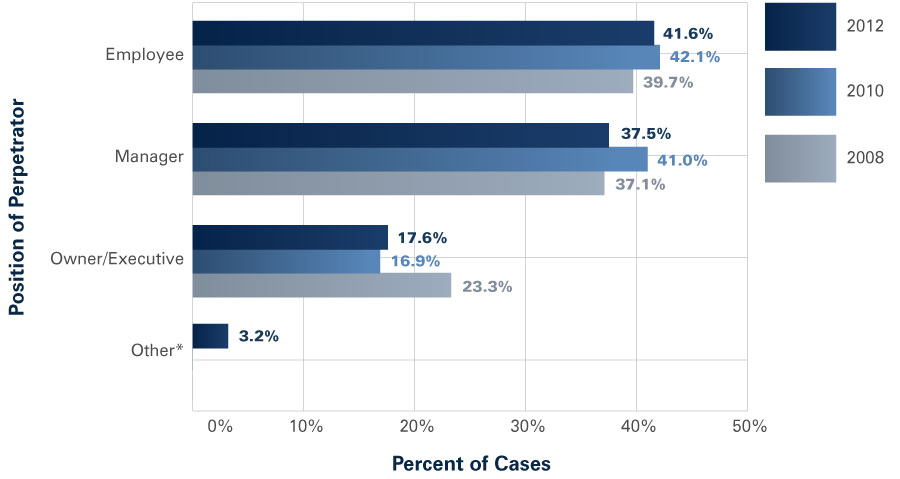 Position of Perpetrator
Employee
41.6%
42.1%
39.7%
Manager
37.5%
41.0%
37.1%
Owner/Executive
17.6%
16.9%
23.3%
Other*
3.2%
0% 10% 20% 30% 40% 50%
Percent of Cases
2012
2010
2008